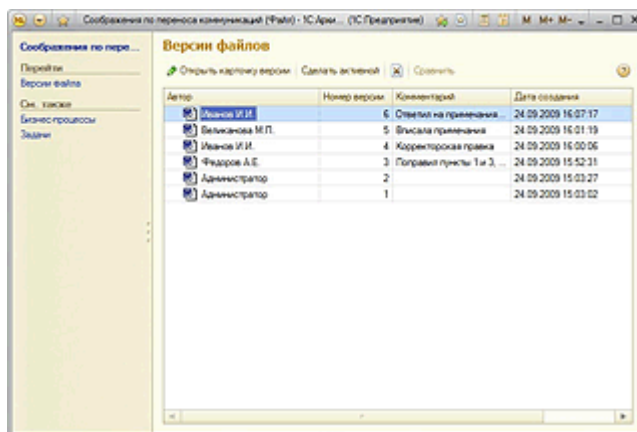 Соображения по переноса коммуникаций (Файл) - 1С:Архи... (1С:Предприятие) M M+ M-
Соображения по пере...
Перейти
Версии файла
См. также
Бизнес-процессы
Задачи
Версии файлов
Открыть карточку версии Сделать активной Сравнить
Автор Номер версии Комментарий Дата создания
Иванов И.И. 6 Ответил на примечания... 24.09.2009 16:07:17
Великанова М.П. 5 Вписала примечания 24.09.2009 16:01:19
Иванов И.И. 4 Корректорская правка 24.09.2009 16:00:06
Федоров А.Е. 3 Поправил пункты 1 и 3, ... 24.09.2009 15:52:31
Администратор 2 24.09.2009 15:03:27
Администратор 1 24.09.2009 15:03:02